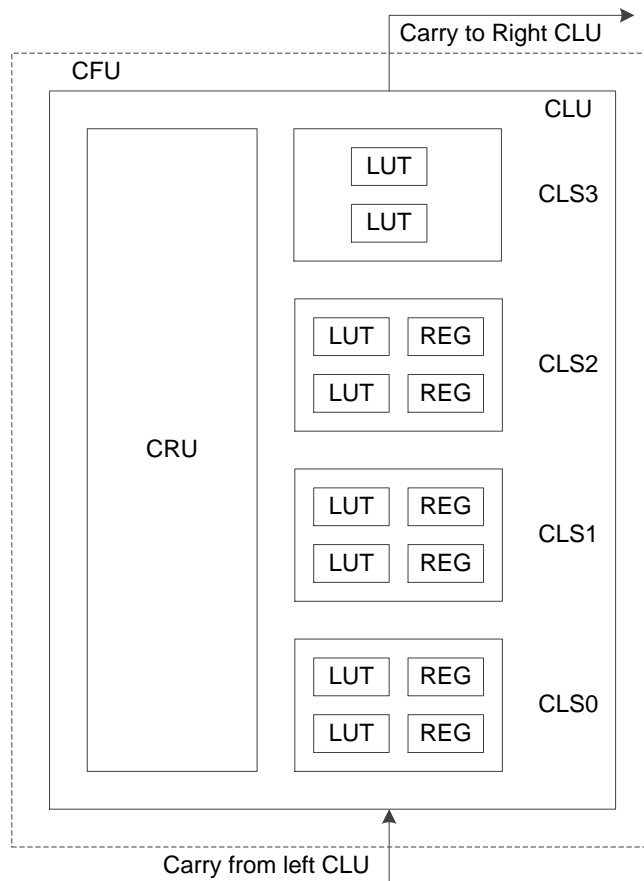 Carry to Right CLU
CFU
CLU
LUT
LUT
CLS3
LUT REG
LUT REG
CLS2
CRU
LUT REG
LUT REG
CLS1
LUT REG
LUT REG
CLS0
Carry from left CLU